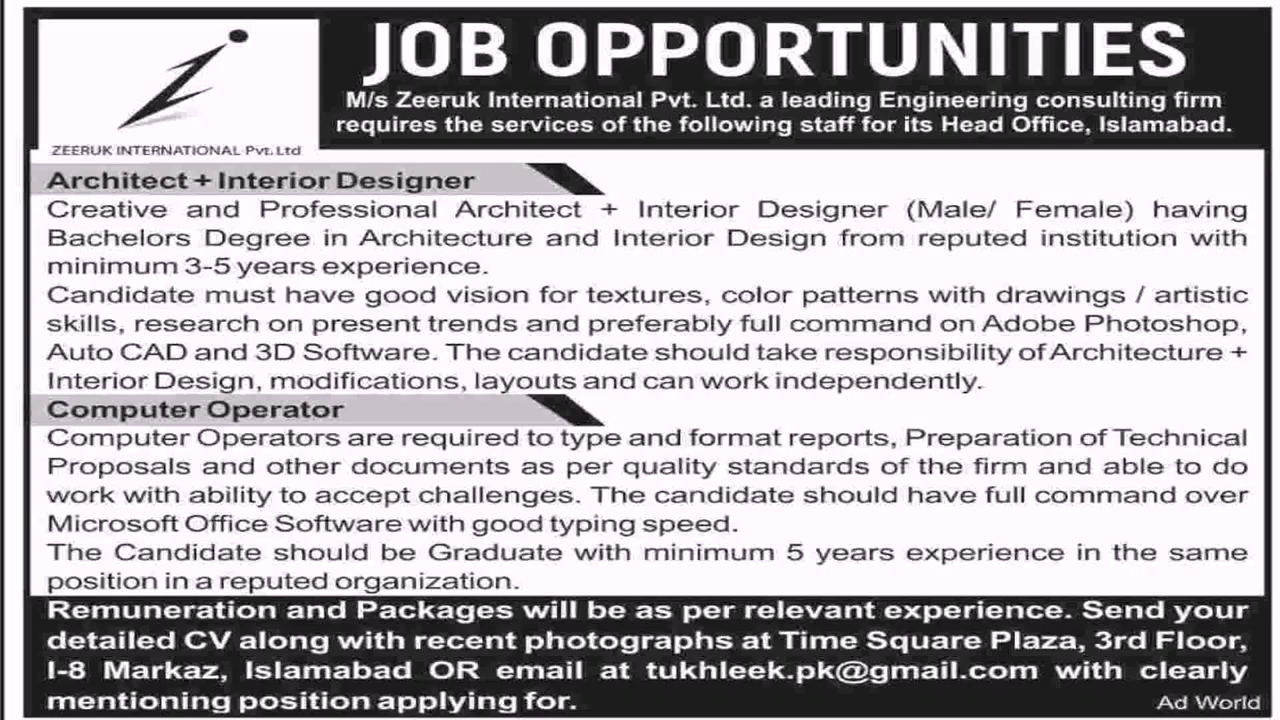 JOB OPPORTUNITIES
M/s Zeeruk International Pvt. Ltd. a leading Engineering consulting firm
requires the services of the following staff for its Head Office, Islamabad.
ZEERUK INTERNATIONAL Pvt. Ltd
Architect + Interior Designer
Creative and Professional Architect + Interior Designer (Male/ Female) having
Bachelors Degree in Architecture and Interior Design from reputed institution with
minimum 3-5 years experience.
Candidate must have good vision for textures, color patterns with drawings / artistic
skills, research on present trends and preferably full command on Adobe Photoshop,
Auto CAD and 3D Software. The candidate should take responsibility of Architecture +
Interior Design, modifications, layouts and can work independently.
Computer Operator
Computer Operators are required to type and format reports, Preparation of Technical
Proposals and other documents as per quality standards of the firm and able to do
work with ability to accept challenges. The candidate should have full command over
Microsoft Office Software with good typing speed.
The Candidate should be Graduate with minimum 5 years experience in the same
position in a reputed organization.
Remuneration and Packages will be as per relevant experience. Send your
detailed CV along with recent photographs at Time Square Plaza, 3rd Floor,
I-8 Markaz, Islamabad OR email at tukhleek.pk@gmail.com with clearly
mentioning position applying for.
Ad World